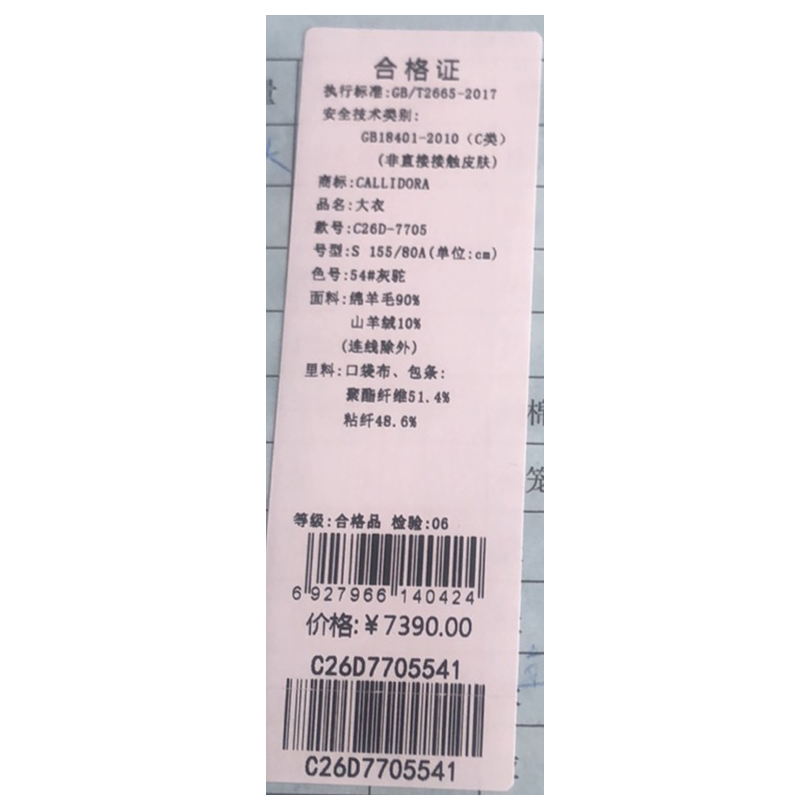 合格证
执行标准:GB/T2665-2017
安全技术类别:
GB18401-2010（C类）
(非直接接触皮肤)
商标:CALLIDORA
品名:大衣
款号:C26D-7705
号型:S 155/80A(单位:cm)
色号:54#灰驼
面料:绵羊毛90%
山羊绒10%
(连线除外)
里料:口袋布、包条:
聚酯纤维51.4%
粘纤48.6%
等级:合格品 检验:06
6 927966 140424
价格:¥7390.00
C26D7705541
C26D7705541
量
棉
笼